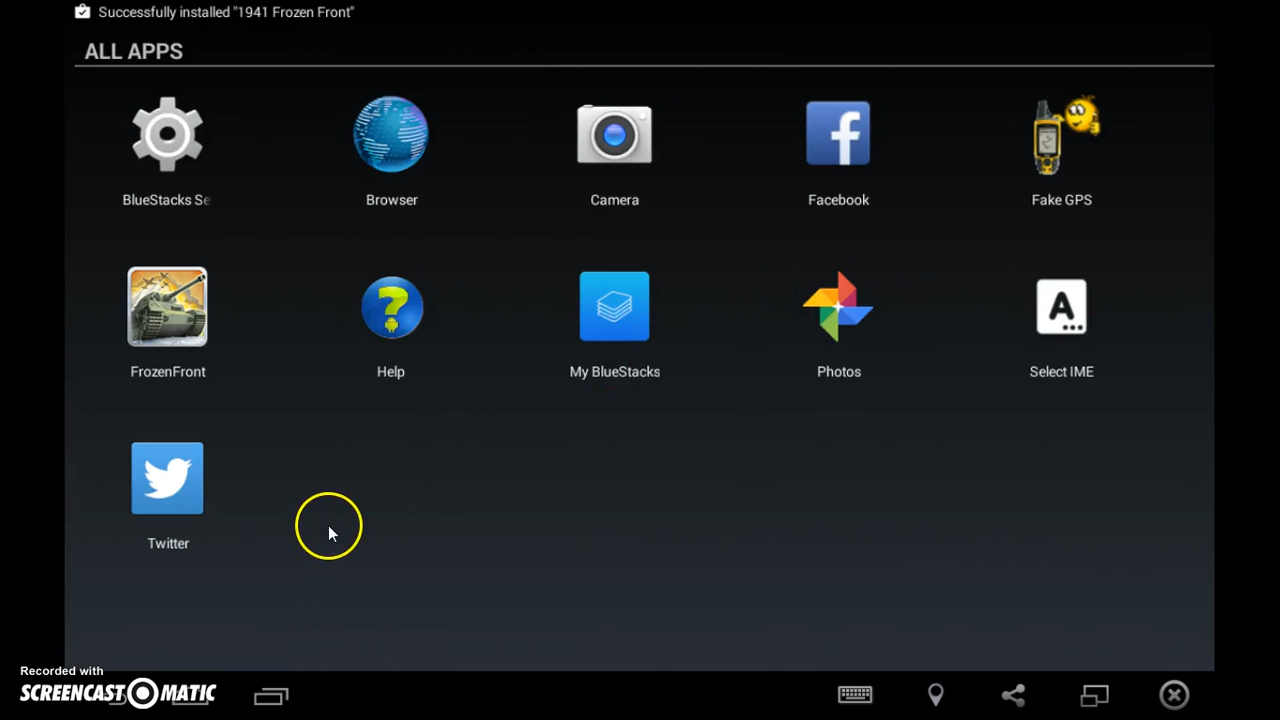 Successfully installed "1941 Frozen Front"
ALL APPS
BlueStacks Se
Browser
Camera
Facebook
Fake GPS
FrozenFront
Help
My BlueStacks
Photos
A
Select IME
Twitter
Recorded with
SCREENCAST-O-MATIC